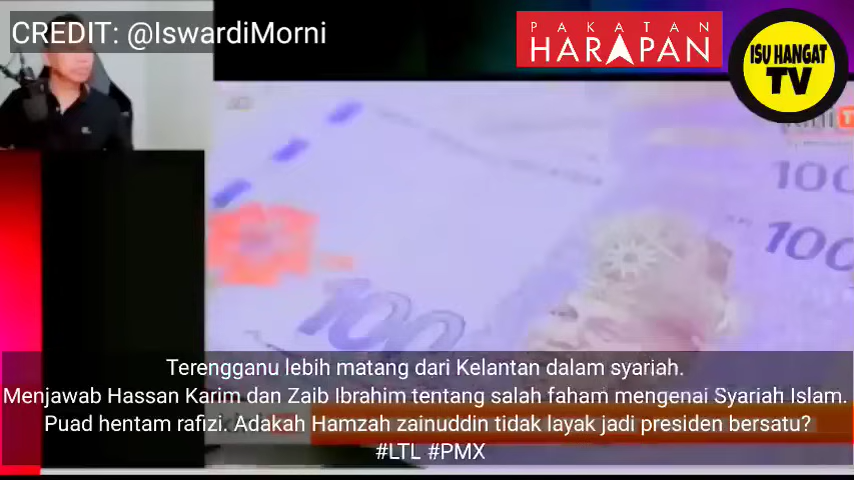 CREDIT: @IswardiMorni
PAKATAN
HARAPAN
ISU HANGAT
TV
100
100
100
Terengganu lebih matang dari Kelantan dalam syariah.
Menjawab Hassan Karim dan Zaib Ibrahim tentang salah faham mengenai Syariah Islam.
Puad hentam rafizi. Adakah Hamzah zainuddin tidak layak jadi presiden bersatu?
#LTL #PMX